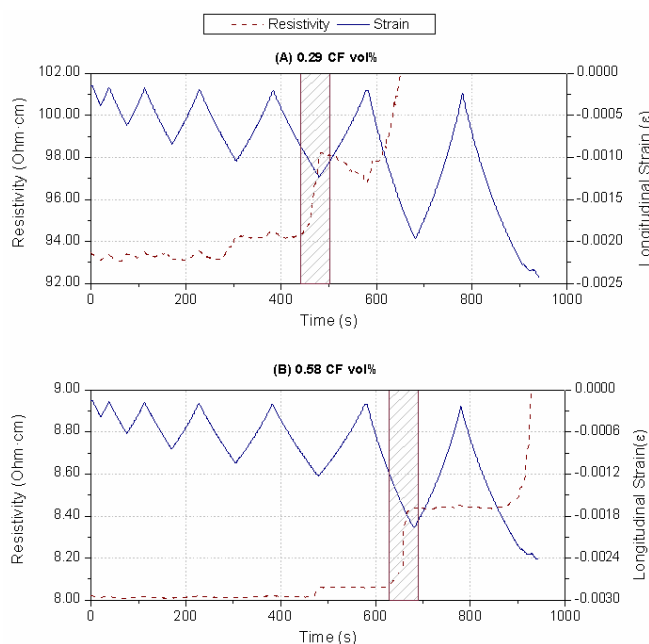 Resistivity Strain
(A) 0.29 CF vol%
102.00
100.00
98.00
96.00
94.00
92.00
Resistivity (Ohm·cm)
0.0000
-0.0005
-0.0010
-0.0015
-0.0020
-0.0025
Longitudinal Strain (ε)
0 200 400 600 800 1000
Time (s)
(B) 0.58 CF vol%
9.00
8.80
8.60
8.40
8.20
8.00
Resistivity (Ohm·cm)
0.0000
-0.0006
-0.0012
-0.0018
-0.0024
-0.0030
Longitudinal Strain(ε)
0 200 400 600 800 1000
Time (s)